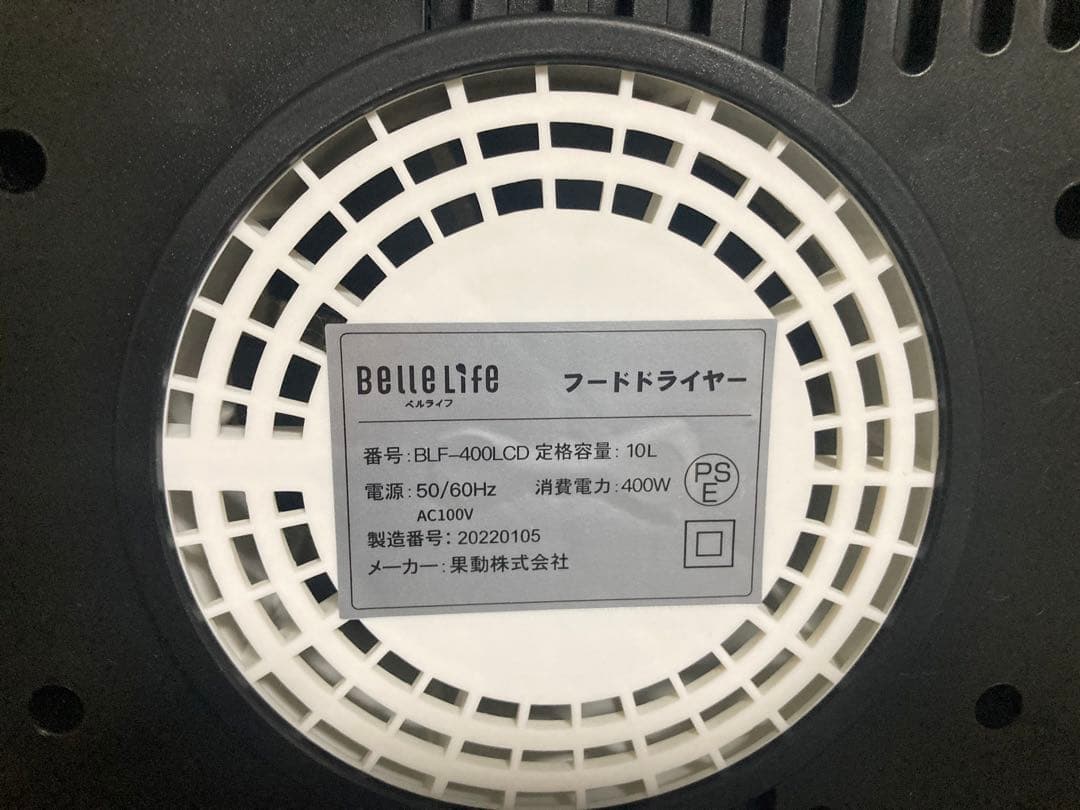 Belle Life フードドライヤー
ベルライフ
番号:BLF-400LCD 定格容量:10L
電源:50/60Hz 消費電力:400W
AC100V
PSE
製造番号:20220105
メーカー:果動株式会社